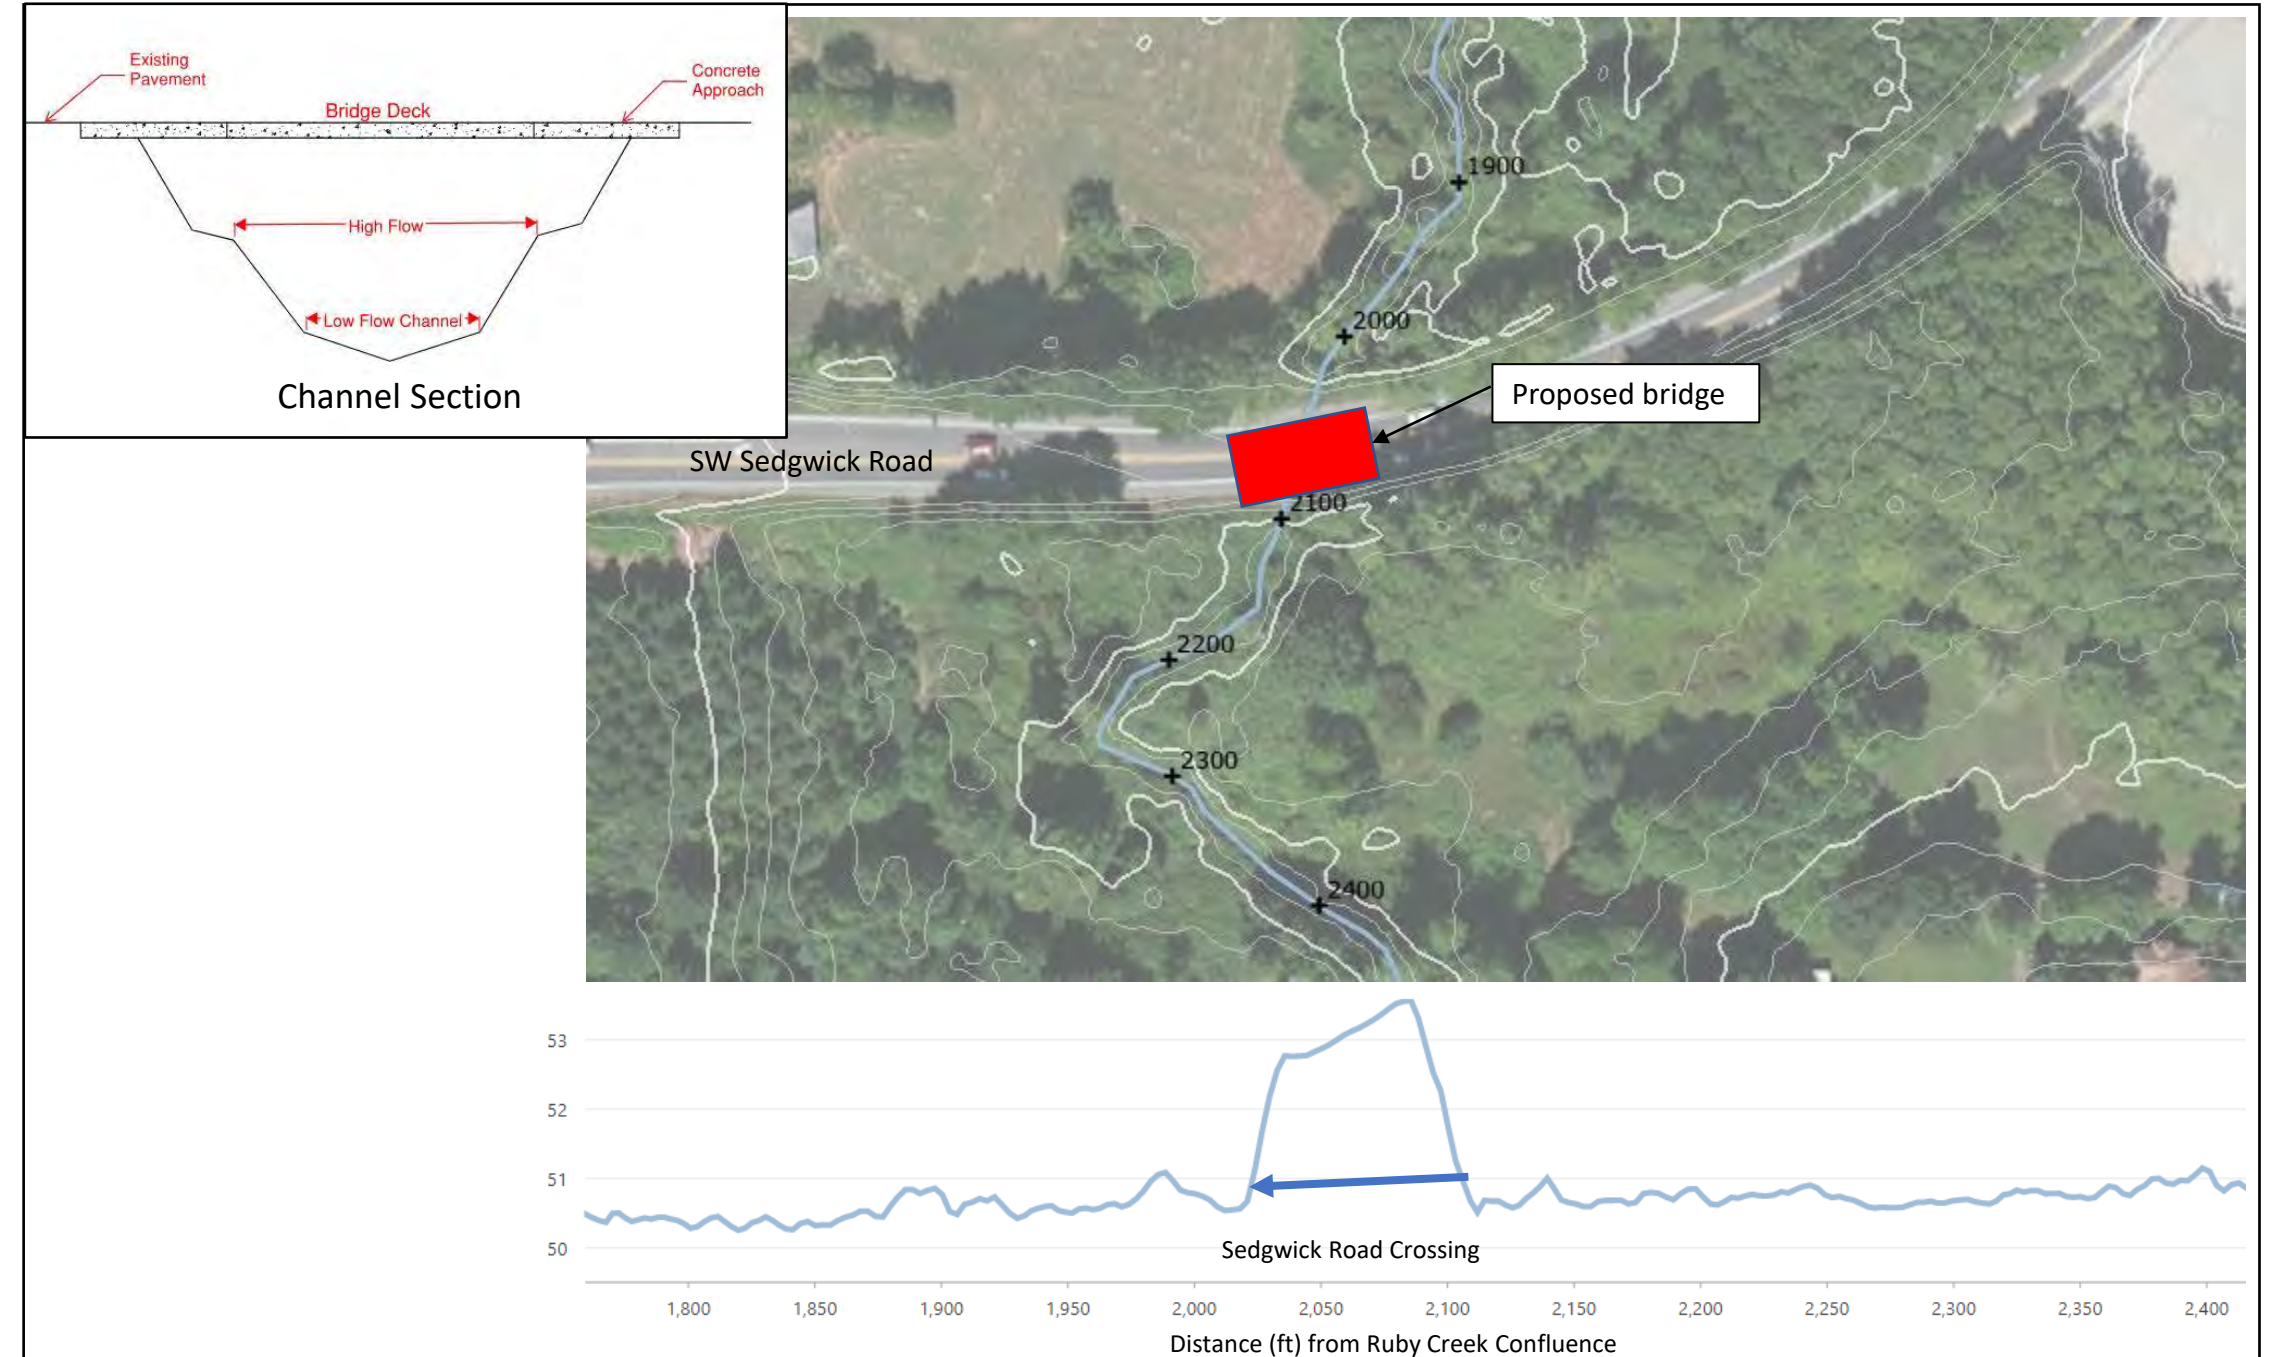 Existing
Pavement
Concrete
Approach
Bridge Deck
High Flow
Low Flow Channel
Channel Section
1900
2000
Proposed bridge
SW Sedgwick Road
2100
2200
2300
2400
53
52
51
50
Sedgwick Road Crossing
1,800 1,850 1,900 1,950 2,000 2,050 2,100 2,150 2,200 2,250 2,300 2,350 2,400
Distance (ft) from Ruby Creek Confluence